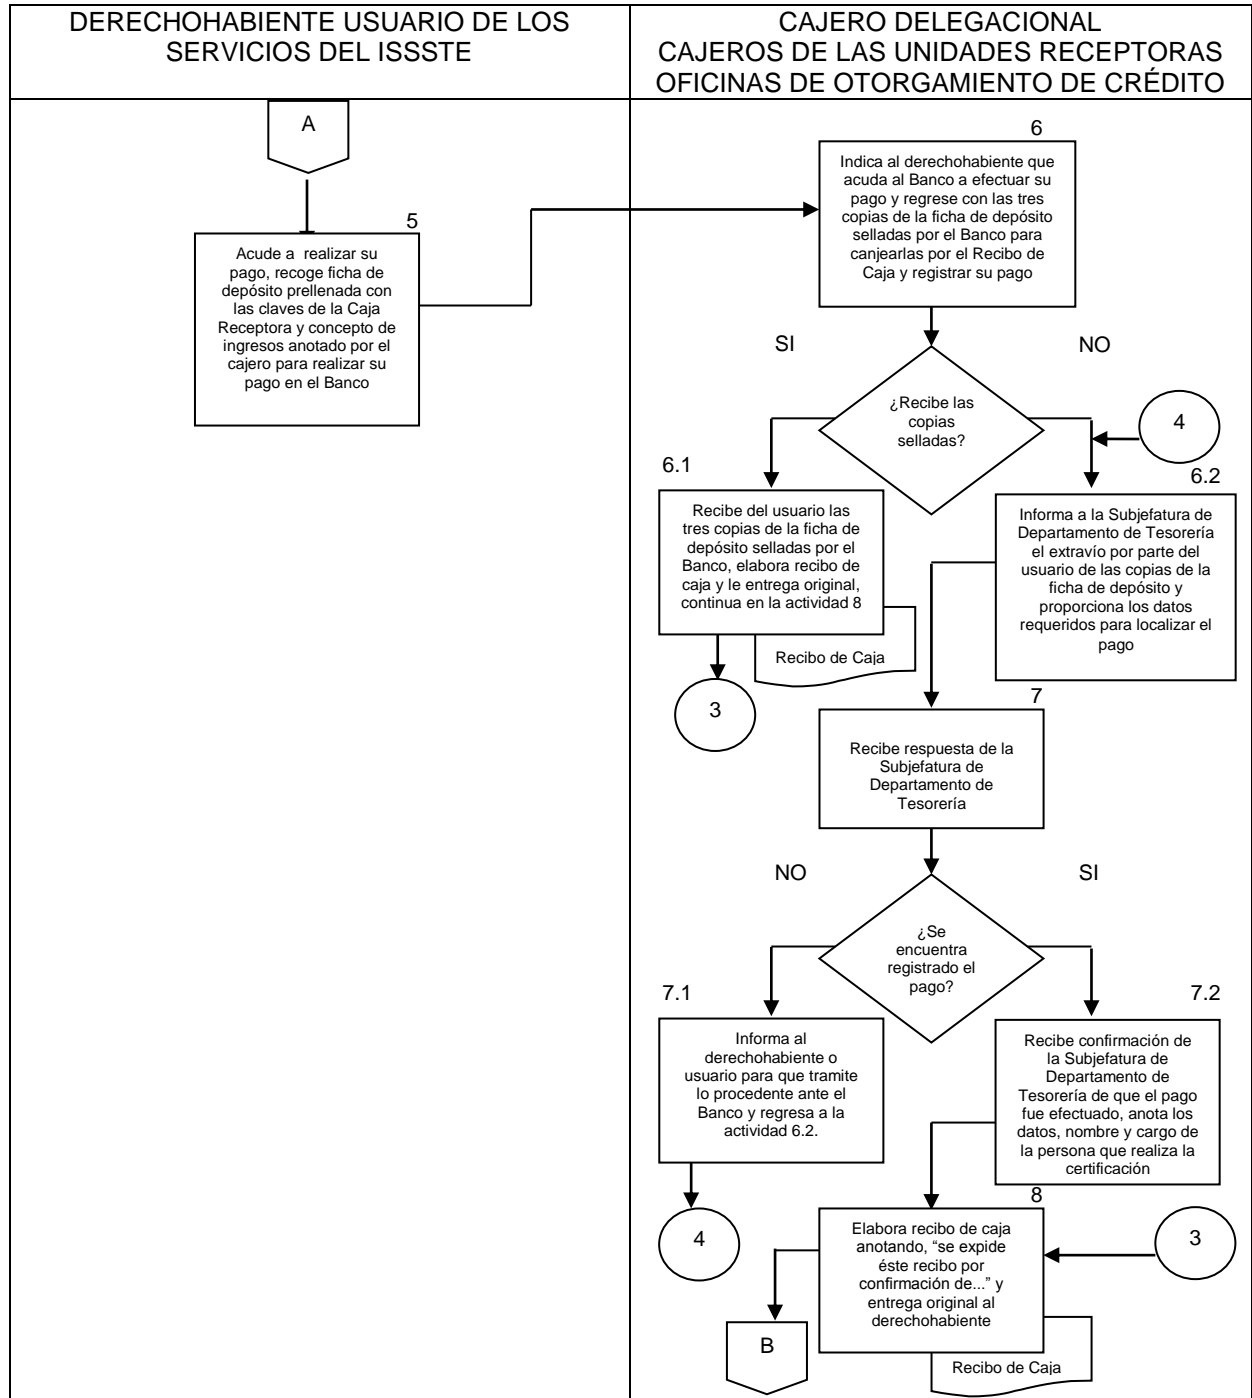 DERECHOHABIENTE USUARIO DE LOS
SERVICIOS DEL ISSSTE
CAJERO DELEGACIONAL
CAJEROS DE LAS UNIDADES RECEPTORAS
OFICINAS DE OTORGAMIENTO DE CRÉDITO
A
5
Acude a realizar su
pago, recoge ficha de
depósito prellenada con
las claves de la Caja
Receptora y concepto de
ingresos anotado por el
cajero para realizar su
pago en el Banco
6
Indica al derechohabiente que
acuda al Banco a efectuar su
pago y regrese con las tres
copias de la ficha de depósito
selladas por el Banco para
canjearlas por el Recibo de
Caja y registrar su pago
SI
NO
¿Recibe las
copias
selladas?
4
6.1
Recibe del usuario las
tres copias de la ficha de
depósito selladas por el
Banco, elabora recibo de
caja y le entrega original,
continua en la actividad 8
Recibo de Caja
3
6.2
Informa a la Subjefatura de
Departamento de Tesorería
el extravío por parte del
usuario de las copias de la
ficha de depósito y
proporciona los datos
requeridos para localizar el
pago
7
Recibe respuesta de la
Subjefatura de
Departamento de
Tesorería
NO
SI
¿Se
encuentra
registrado el
pago?
7.1
Informa al
derechohabiente o
usuario para que tramite
lo procedente ante el
Banco y regresa a la
actividad 6.2.
4
7.2
Recibe confirmación de
la Subjefatura de
Departamento de
Tesorería de que el pago
fue efectuado, anota los
datos, nombre y cargo de
la persona que realiza la
certificación
8
Elabora recibo de caja
anotando, “se expide
éste recibo por
confirmación de...” y
entrega original al
derechohabiente
3
B
Recibo de Caja